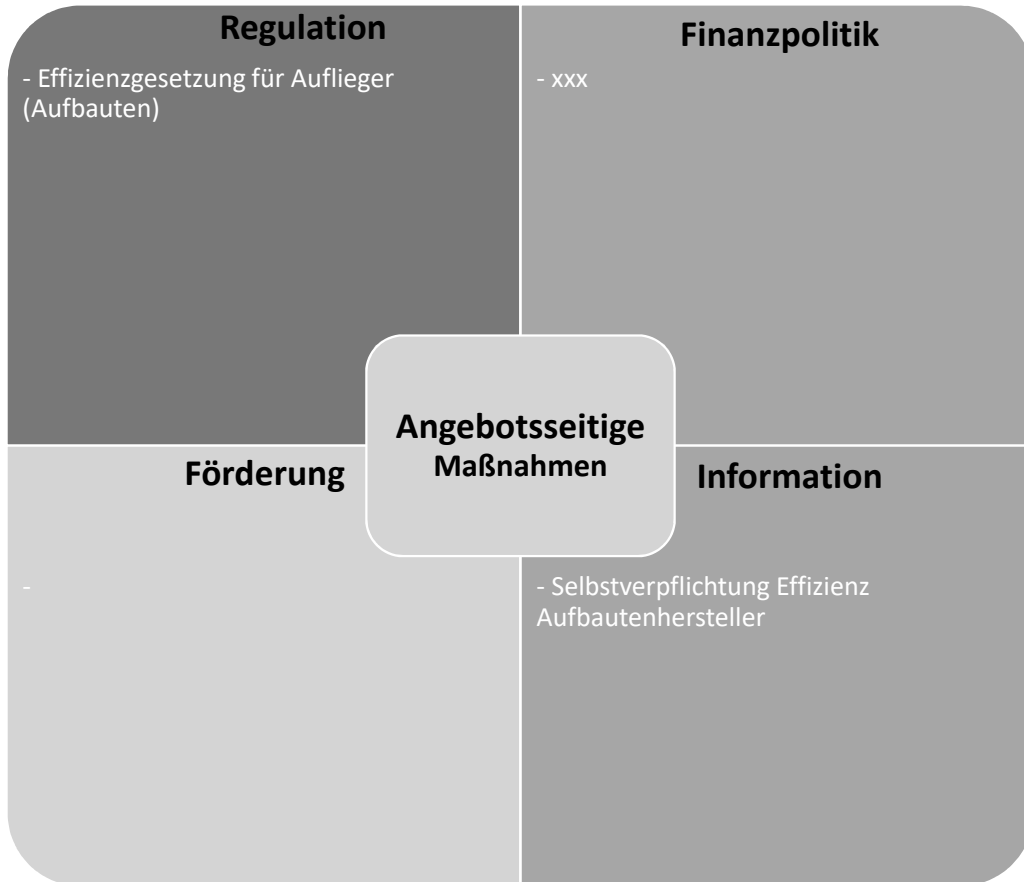 Regulation
- Effizienzgesetzung für Auflieger
(Aufbauten)
Finanzpolitik
- xxx
Angebotsseitige
Maßnahmen
Förderung
-
Information
- Selbstverpflichtung Effizienz
Aufbautenhersteller